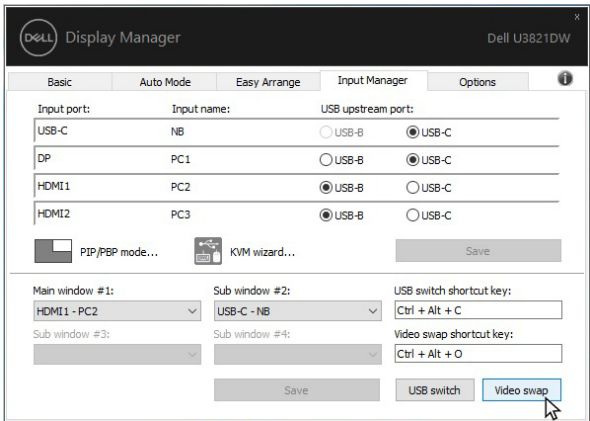 x
DELL Display Manager Dell U3821DW
Basic Auto Mode Easy Arrange Input Manager Options i
Input port: Input name: USB upstream port:
USB-C NB USB-B USB-C
DP PC1 USB-B USB-C
HDMI1 PC2 USB-B USB-C
HDMI2 PC3 USB-B USB-C
PIP/PBP mode... KVM wizard... Save
Main window #1: Sub window #2: USB switch shortcut key:
HDMI1 - PC2 USB-C - NB Ctrl + Alt + C
Sub window #3: Sub window #4: Video swap shortcut key:
Ctrl + Alt + O
Save USB switch Video swap